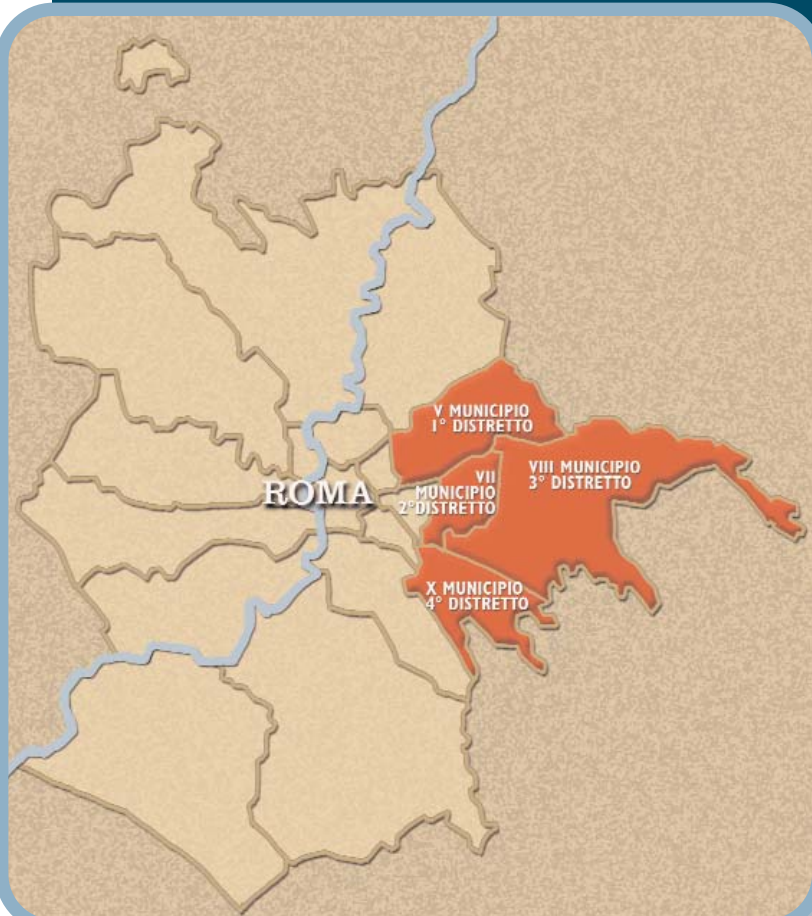 V MUNICIPIO
1° DISTRETTO
VIII MUNICIPIO
3° DISTRETTO
VII
MUNICIPIO
2°DISTRETTO
ROMA
X MUNICIPIO
4° DISTRETTO